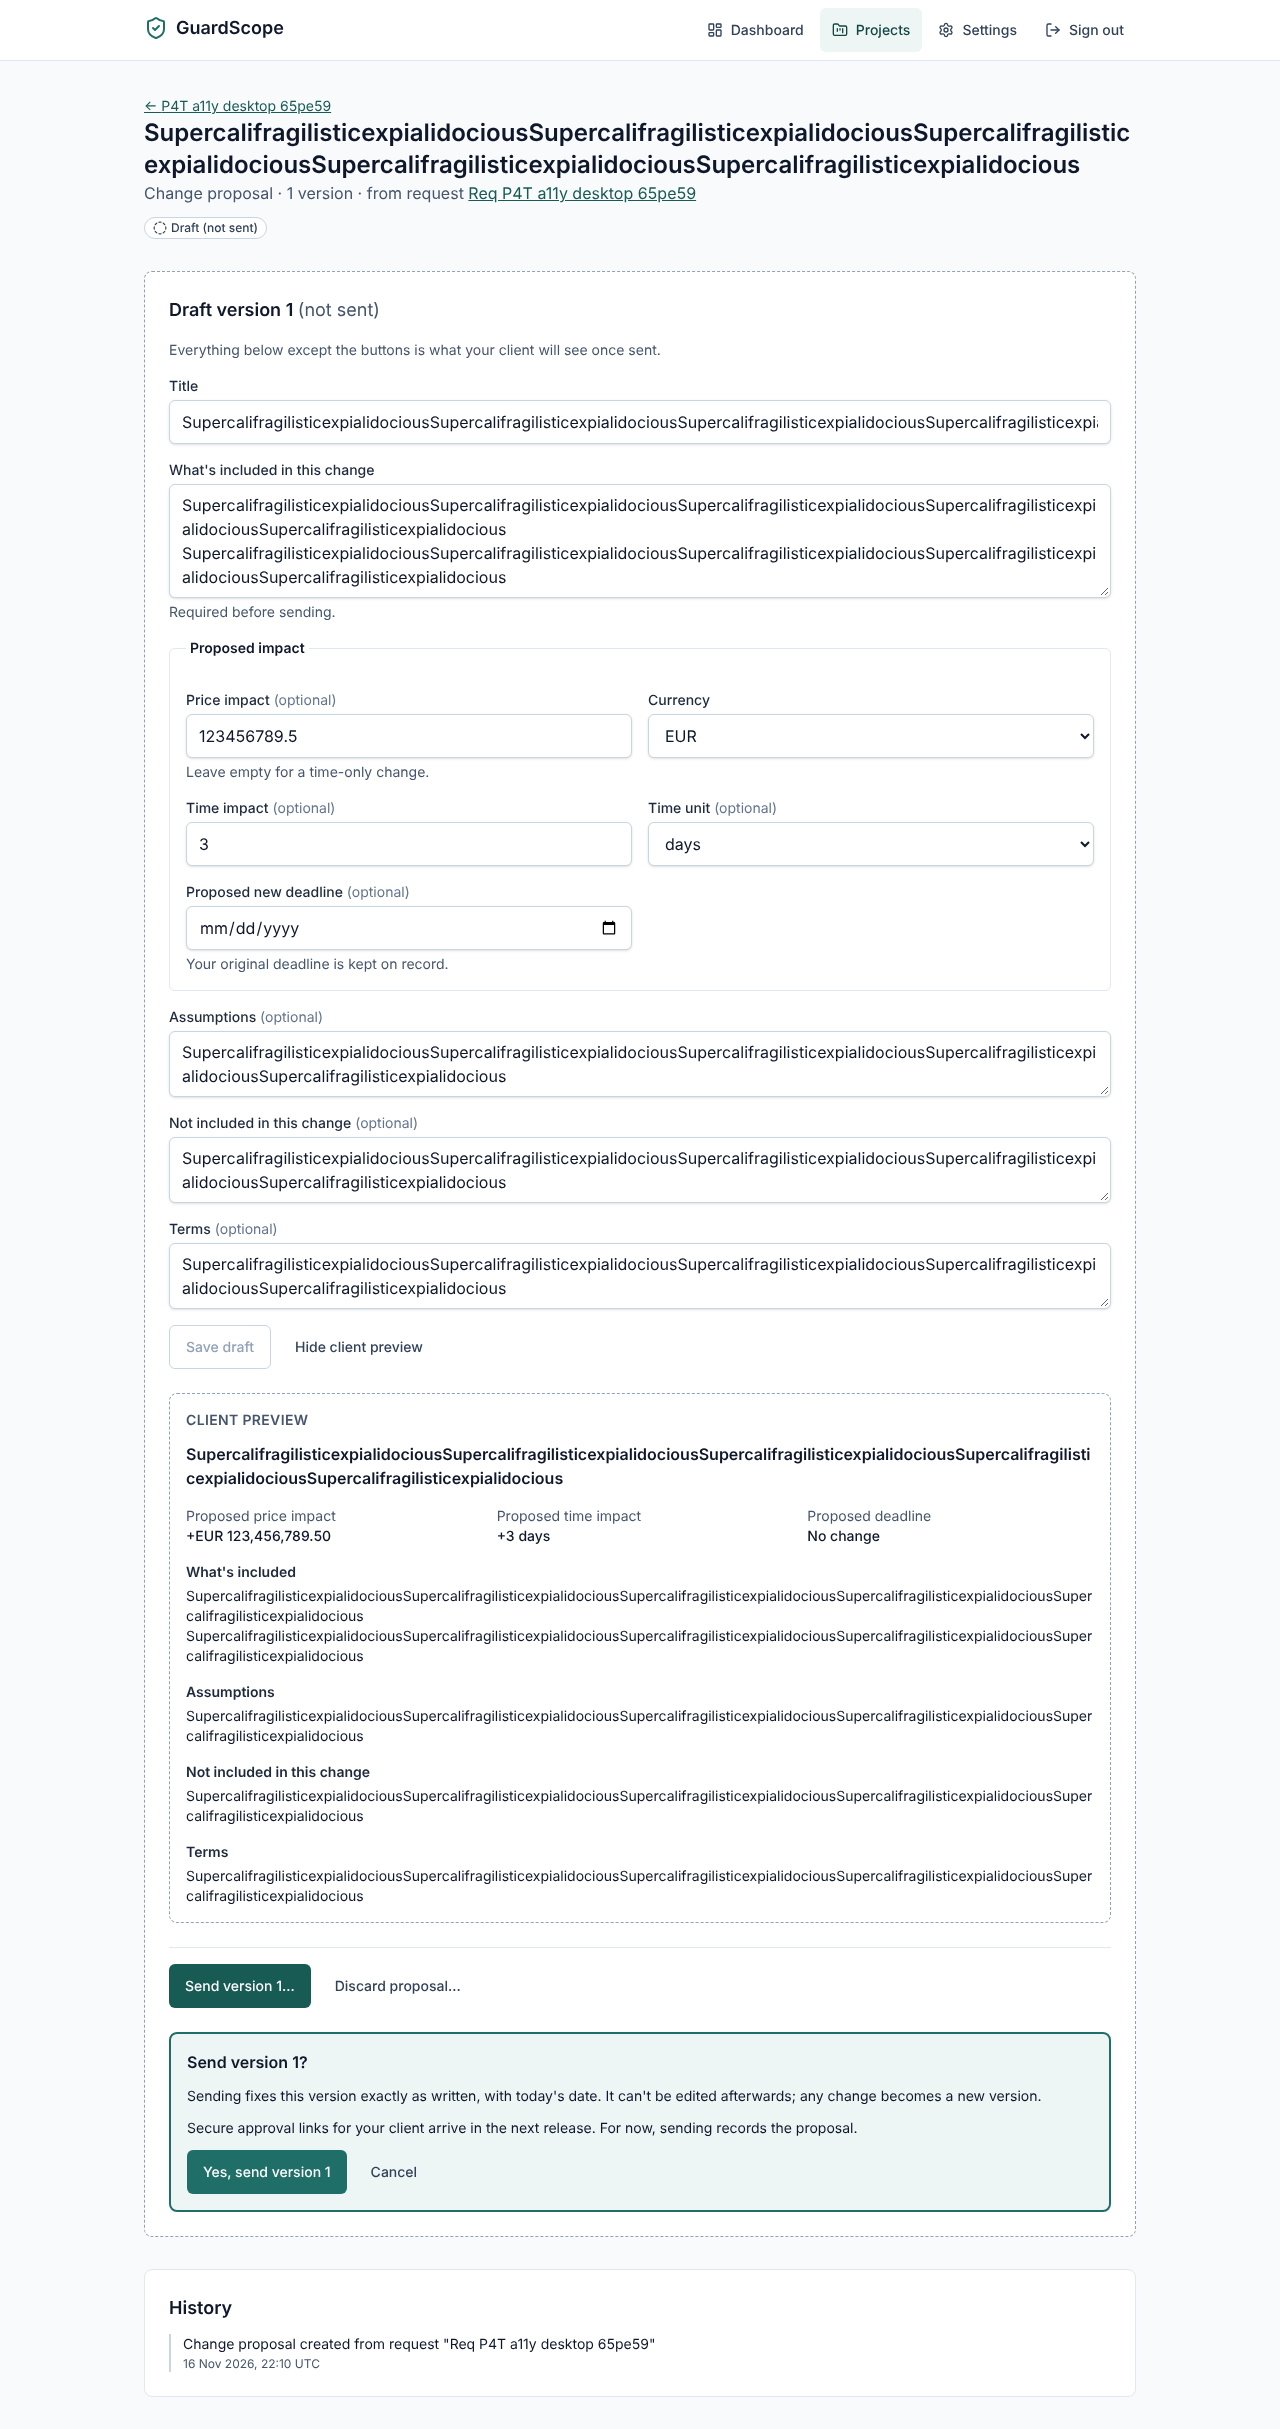 GuardScope
Dashboard
Projects
Settings
Sign out
← P4T a11y desktop 65pe59
SupercalifragilisticexpialidociousSupercalifragilisticexpialidociousSupercalifragilistic
expialidociousSupercalifragilisticexpialidociousSupercalifragilisticexpialidocious
Change proposal · 1 version · from request Req P4T a11y desktop 65pe59
Draft (not sent)
Draft version 1 (not sent)
Everything below except the buttons is what your client will see once sent.
Title
SupercalifragilisticexpialidociousSupercalifragilisticexpialidociousSupercalifragilisticexpialidociousSupercalifragilisticexpi
What's included in this change
SupercalifragilisticexpialidociousSupercalifragilisticexpialidociousSupercalifragilisticexpialidociousSupercalifragilisticexpi
alidociousSupercalifragilisticexpialidocious
SupercalifragilisticexpialidociousSupercalifragilisticexpialidociousSupercalifragilisticexpialidociousSupercalifragilisticexpi
alidociousSupercalifragilisticexpialidocious
Required before sending.
Proposed impact
Price impact (optional)
Currency
123456789.5
EUR
Leave empty for a time-only change.
Time impact (optional)
Time unit (optional)
3
days
Proposed new deadline (optional)
mm/dd/yyyy
Your original deadline is kept on record.
Assumptions (optional)
SupercalifragilisticexpialidociousSupercalifragilisticexpialidociousSupercalifragilisticexpialidociousSupercalifragilisticexpi
alidociousSupercalifragilisticexpialidocious
Not included in this change (optional)
SupercalifragilisticexpialidociousSupercalifragilisticexpialidociousSupercalifragilisticexpialidociousSupercalifragilisticexpi
alidociousSupercalifragilisticexpialidocious
Terms (optional)
SupercalifragilisticexpialidociousSupercalifragilisticexpialidociousSupercalifragilisticexpialidociousSupercalifragilisticexpi
alidociousSupercalifragilisticexpialidocious
Save draft
Hide client preview
CLIENT PREVIEW
SupercalifragilisticexpialidociousSupercalifragilisticexpialidociousSupercalifragilisticexpialidociousSupercalifragilisti
cexpialidociousSupercalifragilisticexpialidocious
Proposed price impact
Proposed time impact
Proposed deadline
+EUR 123,456,789.50
+3 days
No change
What's included
SupercalifragilisticexpialidociousSupercalifragilisticexpialidociousSupercalifragilisticexpialidociousSupercalifragilisticexpialidociousSuper
califragilisticexpialidocious
SupercalifragilisticexpialidociousSupercalifragilisticexpialidociousSupercalifragilisticexpialidociousSupercalifragilisticexpialidociousSuper
califragilisticexpialidocious
Assumptions
SupercalifragilisticexpialidociousSupercalifragilisticexpialidociousSupercalifragilisticexpialidociousSupercalifragilisticexpialidociousSuper
califragilisticexpialidocious
Not included in this change
SupercalifragilisticexpialidociousSupercalifragilisticexpialidociousSupercalifragilisticexpialidociousSupercalifragilisticexpialidociousSuper
califragilisticexpialidocious
Terms
SupercalifragilisticexpialidociousSupercalifragilisticexpialidociousSupercalifragilisticexpialidociousSupercalifragilisticexpialidociousSuper
califragilisticexpialidocious
Send version 1...
Discard proposal...
Send version 1?
Sending fixes this version exactly as written, with today's date. It can't be edited afterwards; any change becomes a new version.
Secure approval links for your client arrive in the next release. For now, sending records the proposal.
Yes, send version 1
Cancel
History
Change proposal created from request "Req P4T a11y desktop 65pe59"
16 Nov 2026, 22:10 UTC